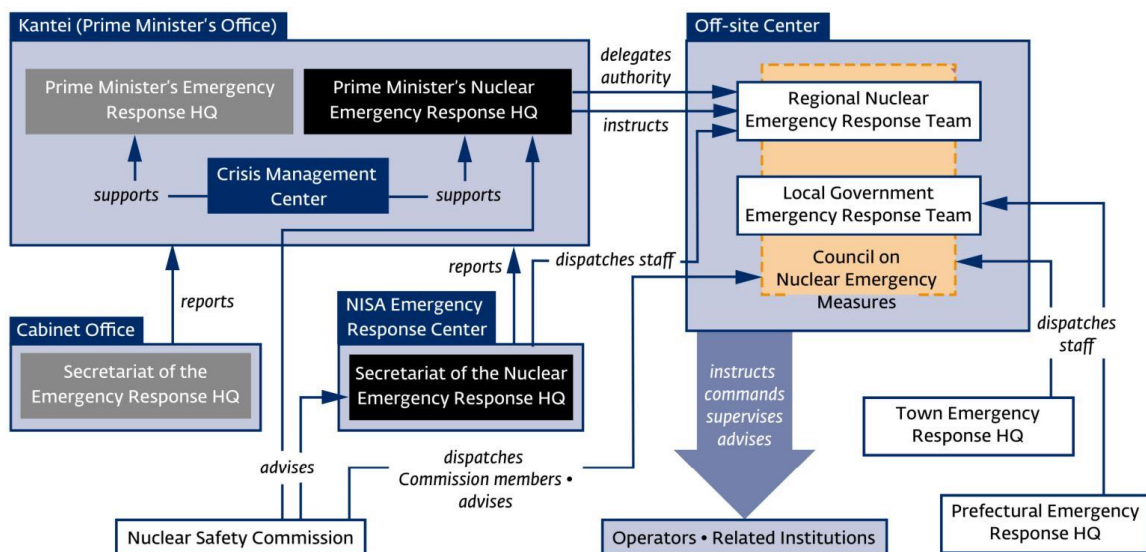 Kantei (Prime Minister's Office)
Prime Minister's Emergency
Response HQ
Prime Minister's Nuclear
Emergency Response HQ
Crisis Management
Center
supports
supports
delegates
authority
instructs
Off-site Center
Regional Nuclear
Emergency Response Team
Local Government
Emergency Response Team
Council on
Nuclear Emergency
Measures
reports
reports
dispatches staff
dispatches
staff
Cabinet Office
Secretariat of the
Emergency Response HQ
NISA Emergency
Response Center
Secretariat of the Nuclear
Emergency Response HQ
instructs
commands
supervises
advises
Town Emergency
Response HQ
advises
dispatches
Commission members •
advises
Nuclear Safety Commission
Operators • Related Institutions
Prefectural Emergency
Response HQ